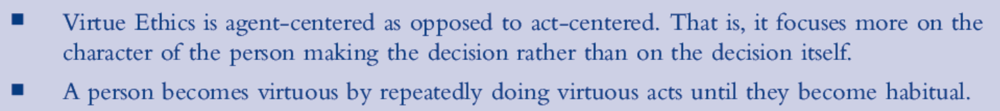 ▪ Virtue Ethics is agent-centered as opposed to act-centered. That is, it focuses more on the
character of the person making the decision rather than on the decision itself.
▪ A person becomes virtuous by repeatedly doing virtuous acts until they become habitual.